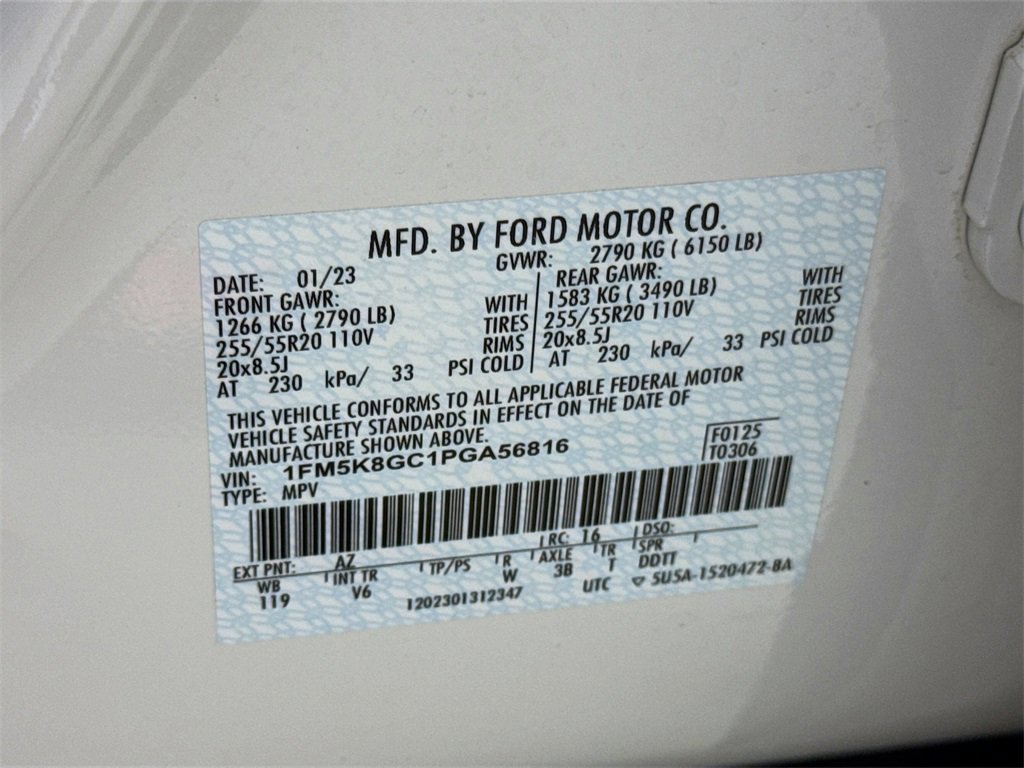 MFD. BY FORD MOTOR CO.
DATE: 01/23
GVWR: 2790 KG ( 6150 LB)
FRONT GAWR:
1266 KG ( 2790 LB)
255/55R20 110V
20x8.5J
AT 230 kPa/ 33 PSI COLD
WITH
TIRES
RIMS
REAR GAWR:
1583 KG ( 3490 LB)
255/55R20 110V
20x8.5J
AT 230 kPa/ 33 PSI COLD
WITH
TIRES
RIMS
THIS VEHICLE CONFORMS TO ALL APPLICABLE FEDERAL MOTOR
VEHICLE SAFETY STANDARDS IN EFFECT ON THE DATE OF
MANUFACTURE SHOWN ABOVE.
VIN: 1FM5K8GC1PGA56816
TYPE: MPV
F0125
T0306
EXT PNT: AZ RC: 16 DSO:
WB INT TR TP/PS R AXLE TR SPR
119 V6 W 3B T DDTT
1202301312347 UTC ▽ 5U5A-1520472-BA